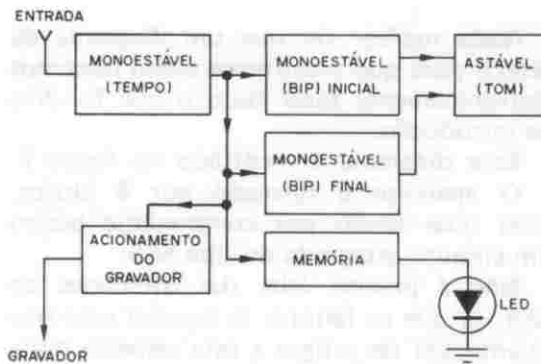 ENTRADA
MONOESTÁVEL
(TEMPO)
MONOESTÁVEL
(BIP) INICIAL
ASTÁVEL
(TOM)
MONOESTÁVEL
(BIP) FINAL
ACIONAMENTO
DO
GRAVADOR
MEMÓRIA
LED
GRAVADOR